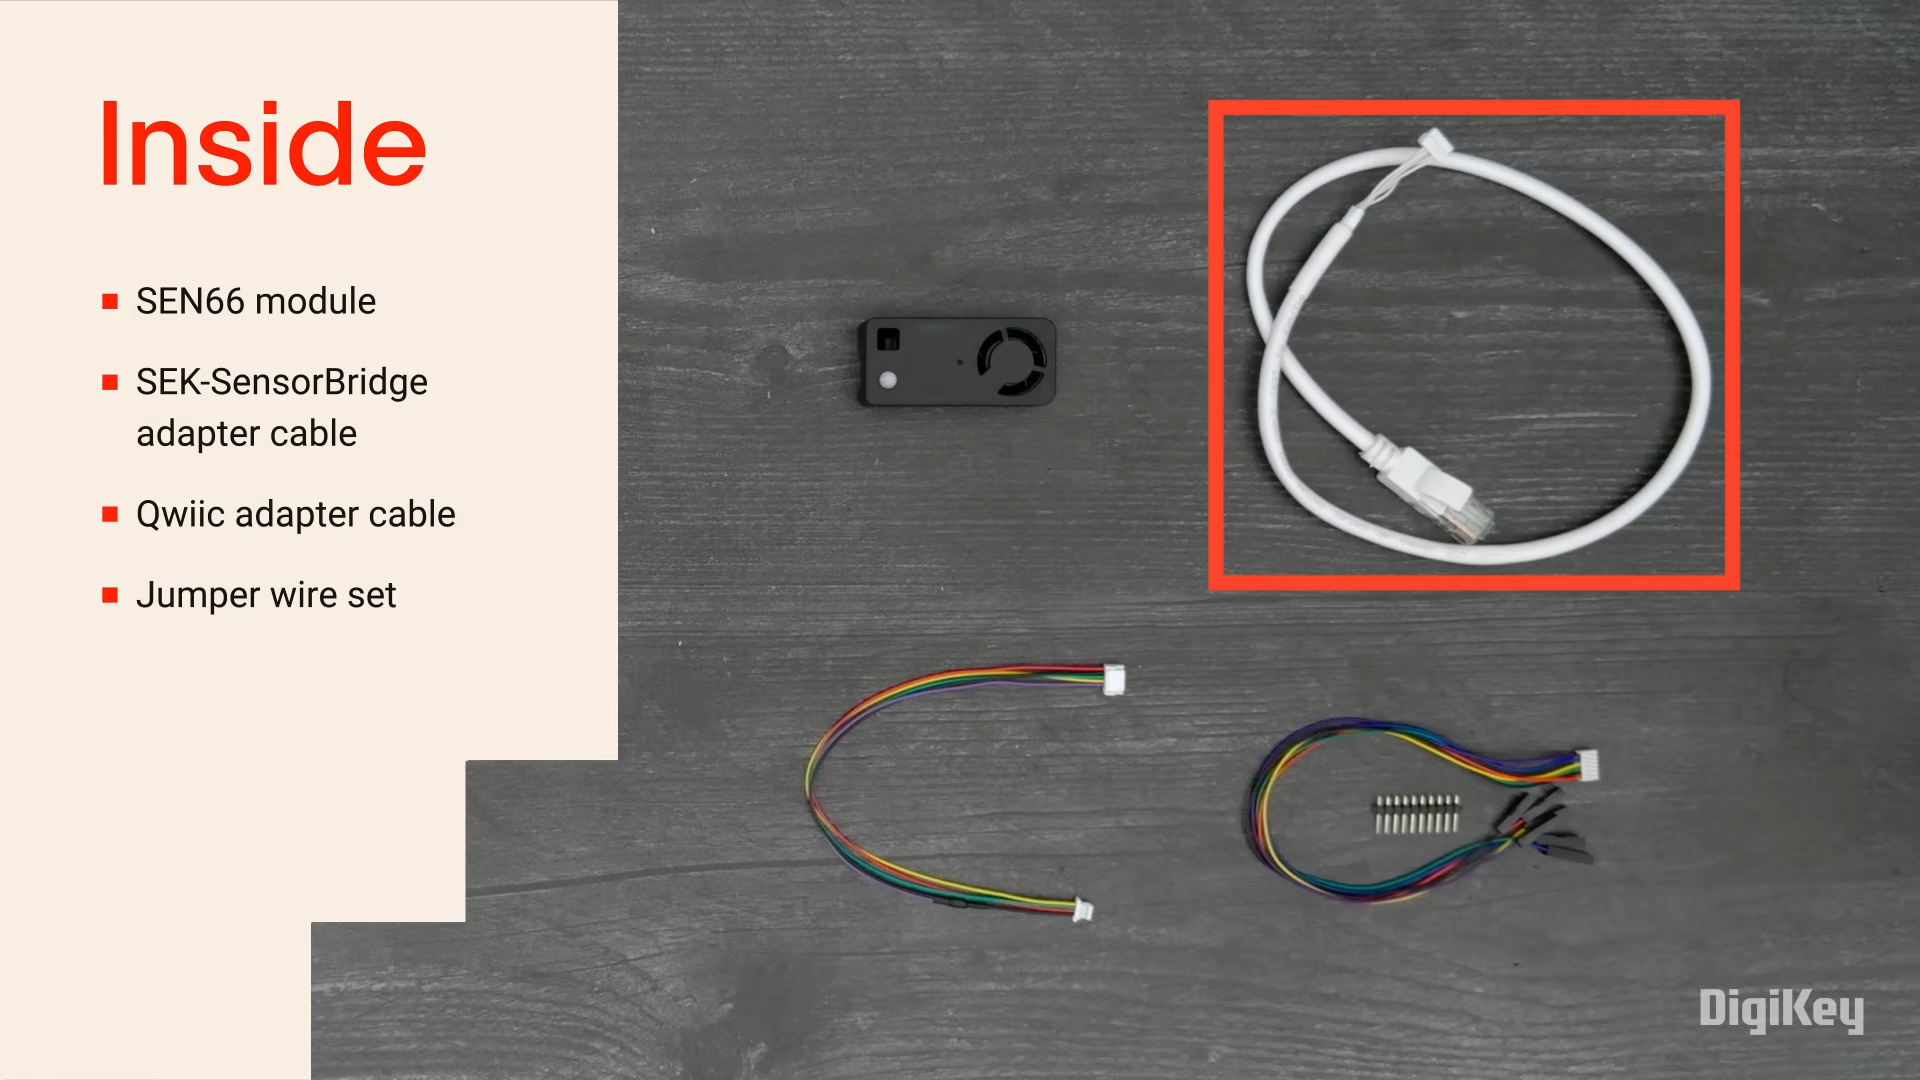 Inside
SEN66 module
SEK-SensorBridge
adapter cable
Qwiic adapter cable
Jumper wire set
DigiKey